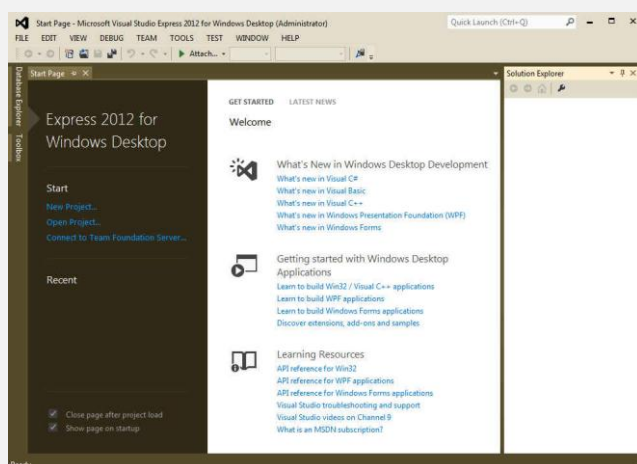 Start Page - Microsoft Visual Studio Express 2012 for Windows Desktop (Administrator)
Quick Launch (Ctrl+Q)
FILE EDIT VIEW DEBUG TEAM TOOLS TEST WINDOW HELP
Attach...
Database Explorer
Toolbox
Start Page
Express 2012 for
Windows Desktop
Start
New Project...
Open Project...
Connect to Team Foundation Server...
Recent
Close page after project load
Show page on startup
GET STARTED LATEST NEWS
Welcome
What's New in Windows Desktop Development
What's new in Visual C#
What's new in Visual Basic
What's new in Visual C++
What's new in Windows Presentation Foundation (WPF)
What's new in Windows Forms
Getting started with Windows Desktop
Applications
Learn to build Win32 / Visual C++ applications
Learn to build WPF applications
Learn to build Windows Forms applications
Discover extensions, add-ons and samples
Learning Resources
API reference for Win32
API reference for WPF applications
API reference for Windows Forms applications
Visual Studio troubleshooting and support
Visual Studio videos on Channel 9
What is an MSDN subscription?
Solution Explorer